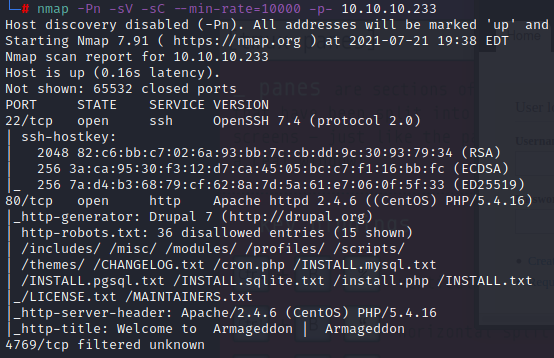 └─# nmap -Pn -sV -sC --min-rate=10000 -p- 10.10.10.233
Host discovery disabled (-Pn). All addresses will be marked 'up' and
Starting Nmap 7.91 ( https://nmap.org ) at 2021-07-21 19:38 EDT
Nmap scan report for 10.10.10.233
Host is up (0.16s latency).
Not shown: 65532 closed ports
PORT     STATE    SERVICE VERSION
22/tcp   open     ssh     OpenSSH 7.4 (protocol 2.0)
| ssh-hostkey:
|   2048 82:c6:bb:c7:02:6a:93:bb:7c:cb:dd:9c:30:93:79:34 (RSA)
|   256 3a:ca:95:30:f3:12:d7:ca:45:05:bc:c7:f1:16:bb:fc (ECDSA)
|_  256 7a:d4:b3:68:79:cf:62:8a:7d:5a:61:e7:06:0f:5f:33 (ED25519)
80/tcp   open     http    Apache httpd 2.4.6 ((CentOS) PHP/5.4.16)
|_http-generator: Drupal 7 (http://drupal.org)
| http-robots.txt: 36 disallowed entries (15 shown)
| /includes/ /misc/ /modules/ /profiles/ /scripts/
| /themes/ /CHANGELOG.txt /cron.php /INSTALL.mysql.txt
| /INSTALL.pgsql.txt /INSTALL.sqlite.txt /install.php /INSTALL.txt
|_/LICENSE.txt /MAINTAINERS.txt
|_http-server-header: Apache/2.4.6 (CentOS) PHP/5.4.16
|_http-title: Welcome to  Armageddon |  Armageddon
4769/tcp filtered unknown